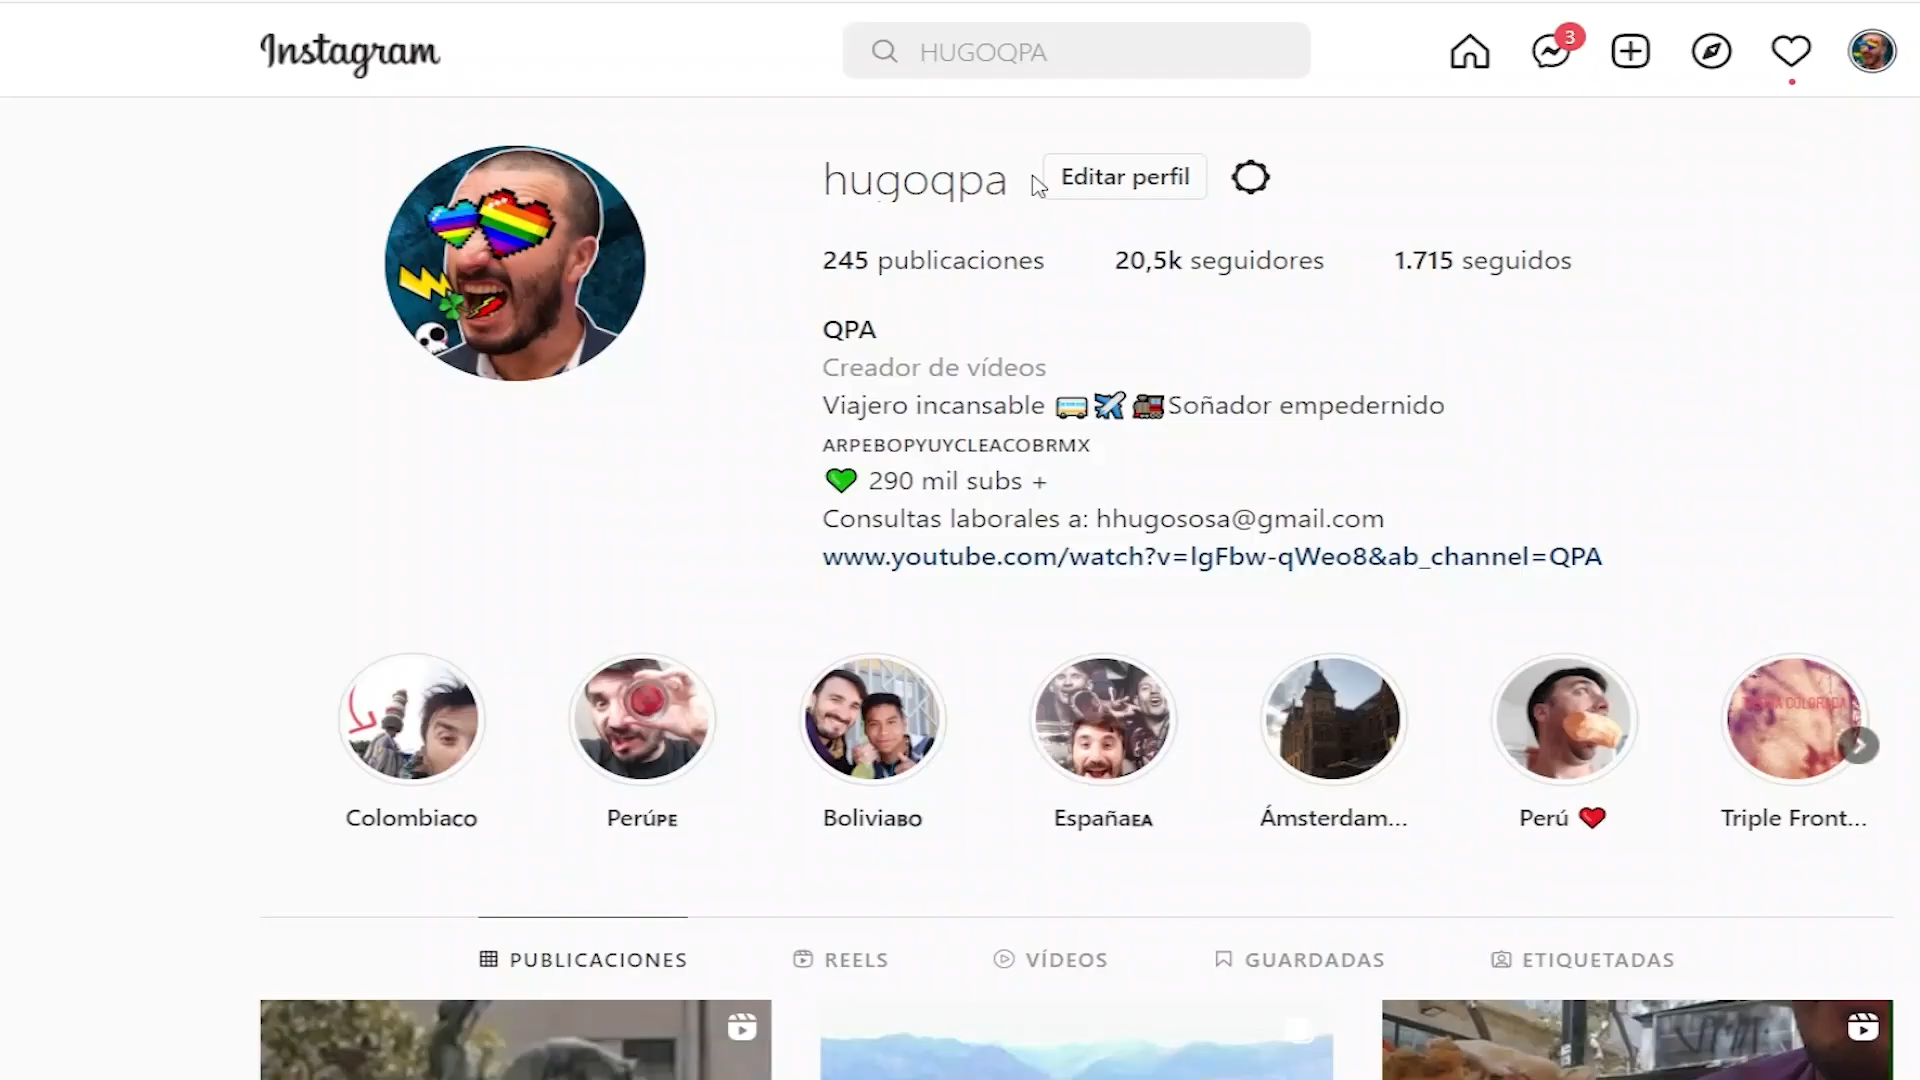 Instagram
HUGOQPA
3
hugoqpa
Editar perfil
245 publicaciones
20,5k seguidores
1.715 seguidos
QPA
Creador de vídeos
Viajero incansable 🚌✈️🚂Soñador empedernido
ARPEBOPYUYCLEACOBRMX
💚 290 mil subs +
Consultas laborales a: hhugososa@gmail.com
www.youtube.com/watch?v=lgFbw-qWeo8&ab_channel=QPA
COLORADA
Colombiaco
PerúPE
BoliviaBO
EspañaEA
Ámsterdam...
Perú ❤️
Triple Front...
PUBLICACIONES
REELS
VÍDEOS
GUARDADAS
ETIQUETADAS